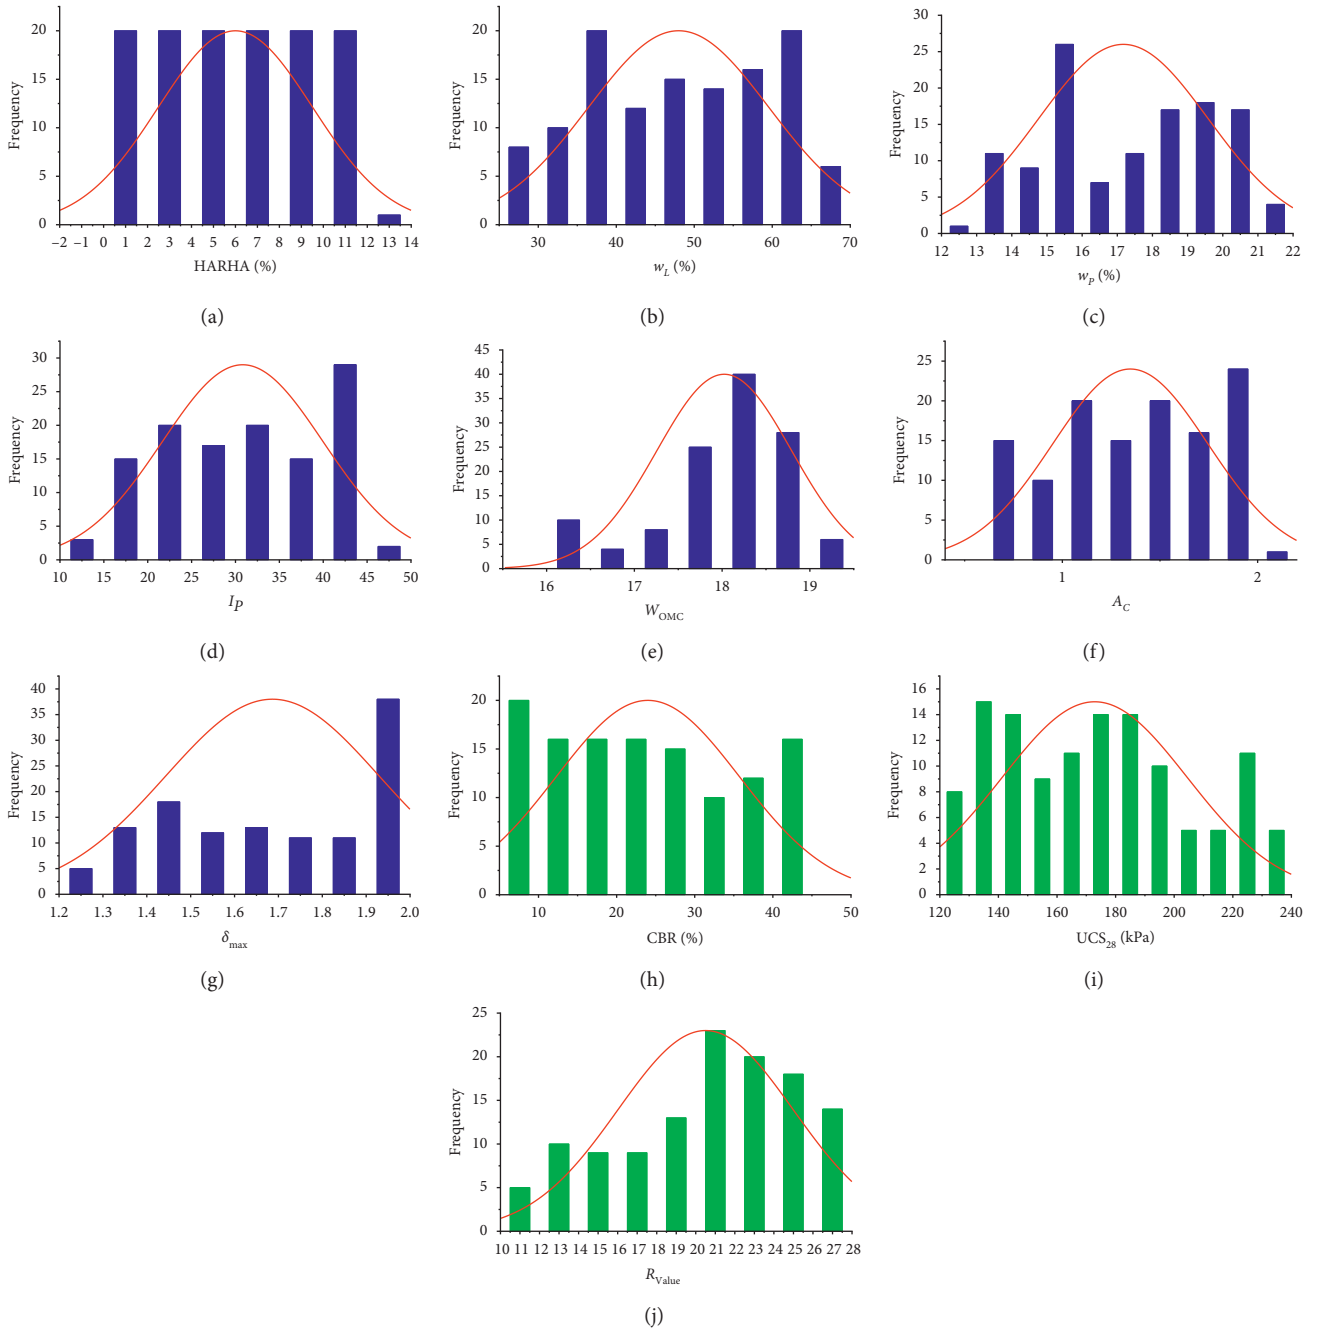 20
15
10
5
0
Frequency
−2 −1 0 1 2 3 4 5 6 7 8 9 10 11 12 13 14
HARHA (%)
(a)
20
15
10
5
0
Frequency
30 40 50 60 70
w_L (%)
(b)
30
25
20
15
10
5
0
Frequency
12 13 14 15 16 17 18 19 20 21 22
w_P (%)
(c)
30
25
20
15
10
5
0
Frequency
10 15 20 25 30 35 40 45 50
I_P
(d)
45
40
35
30
25
20
15
10
5
0
Frequency
16 17 18 19
W_OMC
(e)
25
20
15
10
5
0
Frequency
1 2
A_C
(f)
40
35
30
25
20
15
10
5
0
Frequency
1.2 1.3 1.4 1.5 1.6 1.7 1.8 1.9 2.0
δ_max
(g)
20
15
10
5
0
Frequency
10 20 30 40 50
CBR (%)
(h)
16
14
12
10
8
6
4
2
0
Frequency
120 140 160 180 200 220 240
UCS_28 (kPa)
(i)
25
20
15
10
5
0
Frequency
10 11 12 13 14 15 16 17 18 19 20 21 22 23 24 25 26 27 28
R_Value
(j)